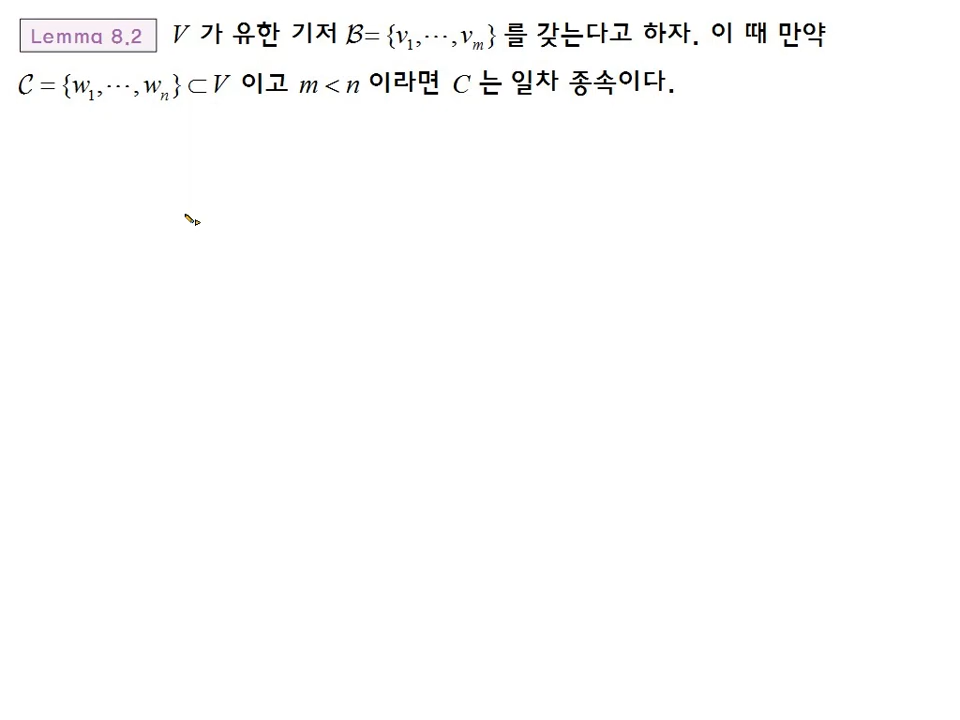 Lemma 8.2 V 가 유한 기저 ℬ= {v₁,⋯,vₘ} 를 갖는다고 하자. 이 때 만약
𝒞 = {w₁,⋯,wₙ} ⊂ V 이고 m < n 이라면 C 는 일차 종속이다.